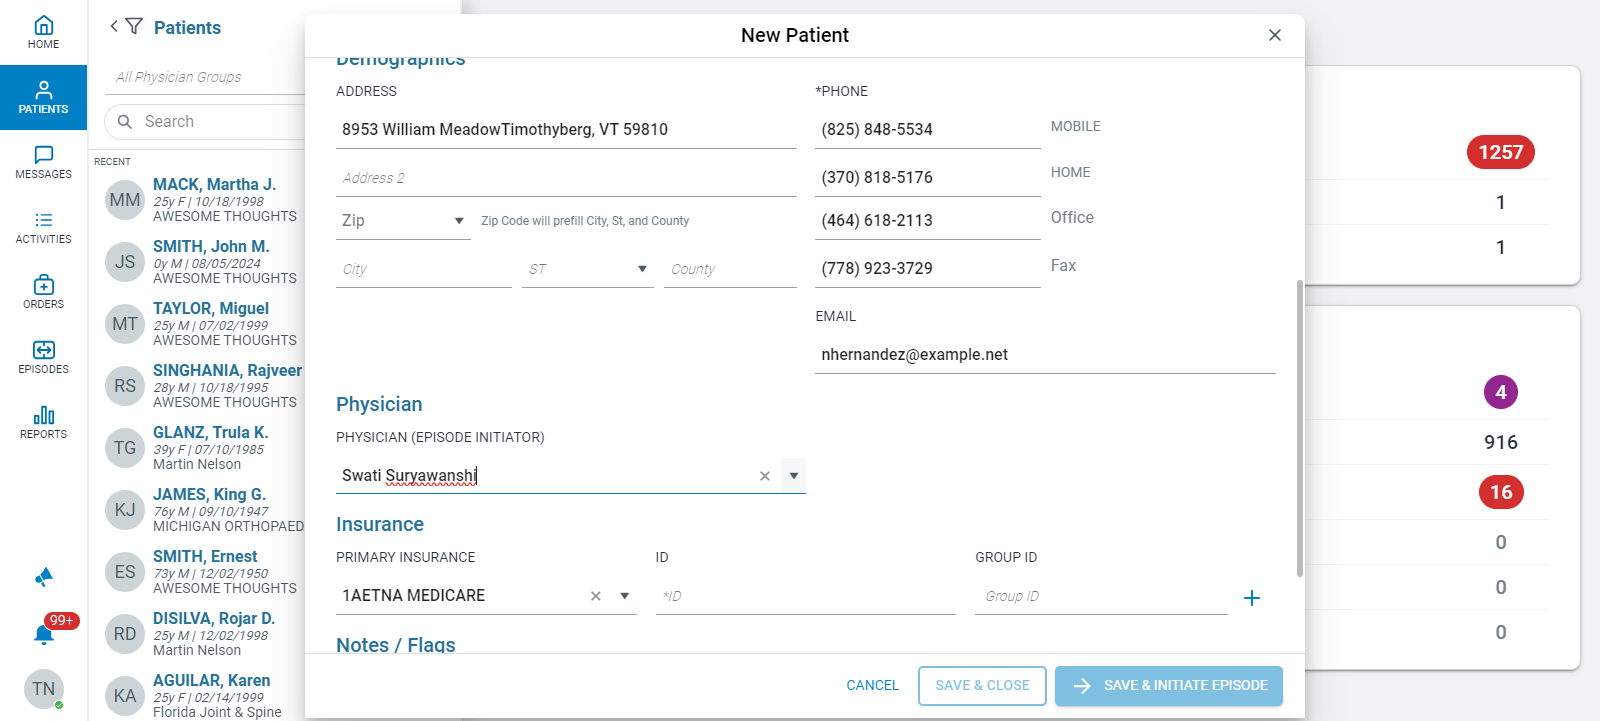 HOME
PATIENTS
MESSAGES
ACTIVITIES
ORDERS
EPISODES
REPORTS
99+
TN
Patients
All Physician Groups
Search
RECENT
MM
MACK, Martha J.
25y F | 10/18/1998
AWESOME THOUGHTS
JS
SMITH, John M.
0y M | 08/05/2024
AWESOME THOUGHTS
MT
TAYLOR, Miguel
25y M | 07/02/1999
AWESOME THOUGHTS
RS
SINGHANIA, Rajveer
28y M | 10/18/1995
AWESOME THOUGHTS
TG
GLANZ, Trula K.
39y F | 07/10/1985
Martin Nelson
KJ
JAMES, King G.
76y M | 09/10/1947
MICHIGAN ORTHOPAED
ES
SMITH, Ernest
73y M | 12/02/1950
AWESOME THOUGHTS
RD
DISILVA, Rojar D.
25y M | 12/02/1998
Martin Nelson
KA
AGUILAR, Karen
25y F | 02/14/1999
Florida Joint & Spine
New Patient
Demographics
ADDRESS
8953 William MeadowTimothyberg, VT 59810
Address 2
Zip
Zip Code will prefill City, St, and County
City
ST
County
*PHONE
(825) 848-5534
MOBILE
(370) 818-5176
HOME
(464) 618-2113
Office
(778) 923-3729
Fax
EMAIL
nhernandez@example.net
Physician
PHYSICIAN (EPISODE INITIATOR)
Swati Suryawanshi
Insurance
PRIMARY INSURANCE
1AETNA MEDICARE
ID
*ID
GROUP ID
Group ID
Notes / Flags
CANCEL
SAVE & CLOSE
SAVE & INITIATE EPISODE
1257
1
1
4
916
16
0
0
0